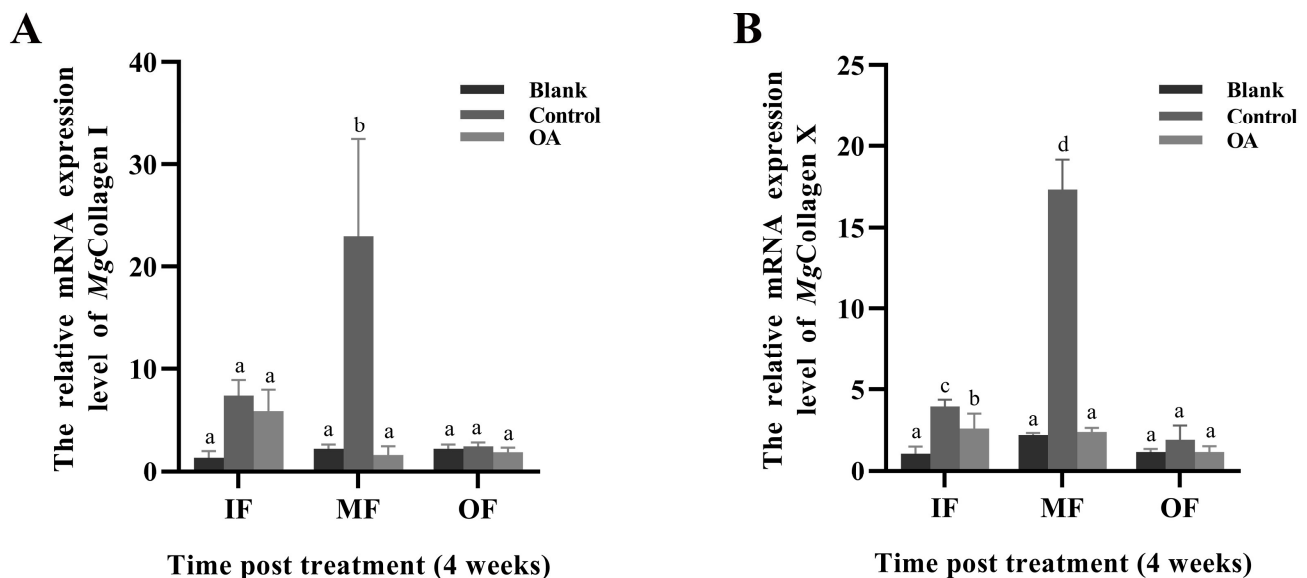 A
The relative mRNA expression
level of MgCollagen I
40
30
20
10
0
Blank
Control
OA
a
a
a
a
b
a
a
a
a
IF
MF
OF
Time post treatment (4 weeks)
B
The relative mRNA expression
level of MgCollagen X
25
20
15
10
5
0
Blank
Control
OA
a
c
b
a
d
a
a
a
a
IF
MF
OF
Time post treatment (4 weeks)